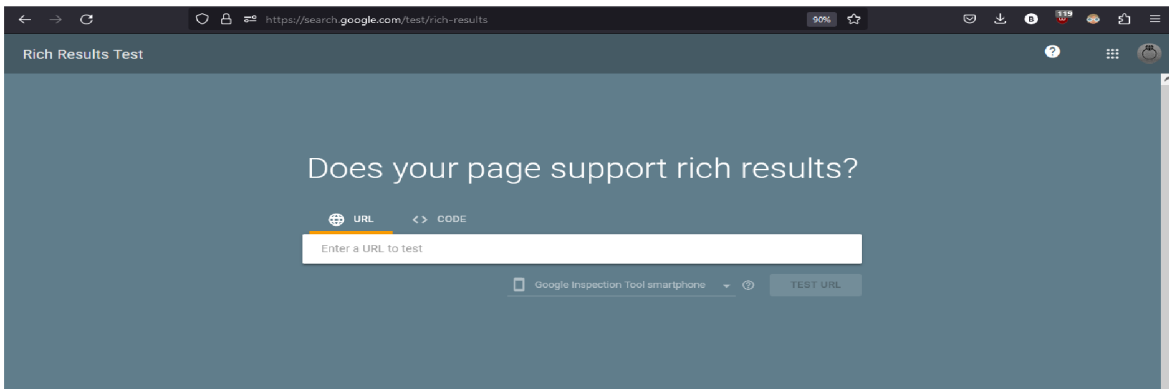 https://search.google.com/test/rich-results
90%
B
119
Rich Results Test
?
Does your page support rich results?
URL
<> CODE
Enter a URL to test
Google Inspection Tool smartphone
?
TEST URL